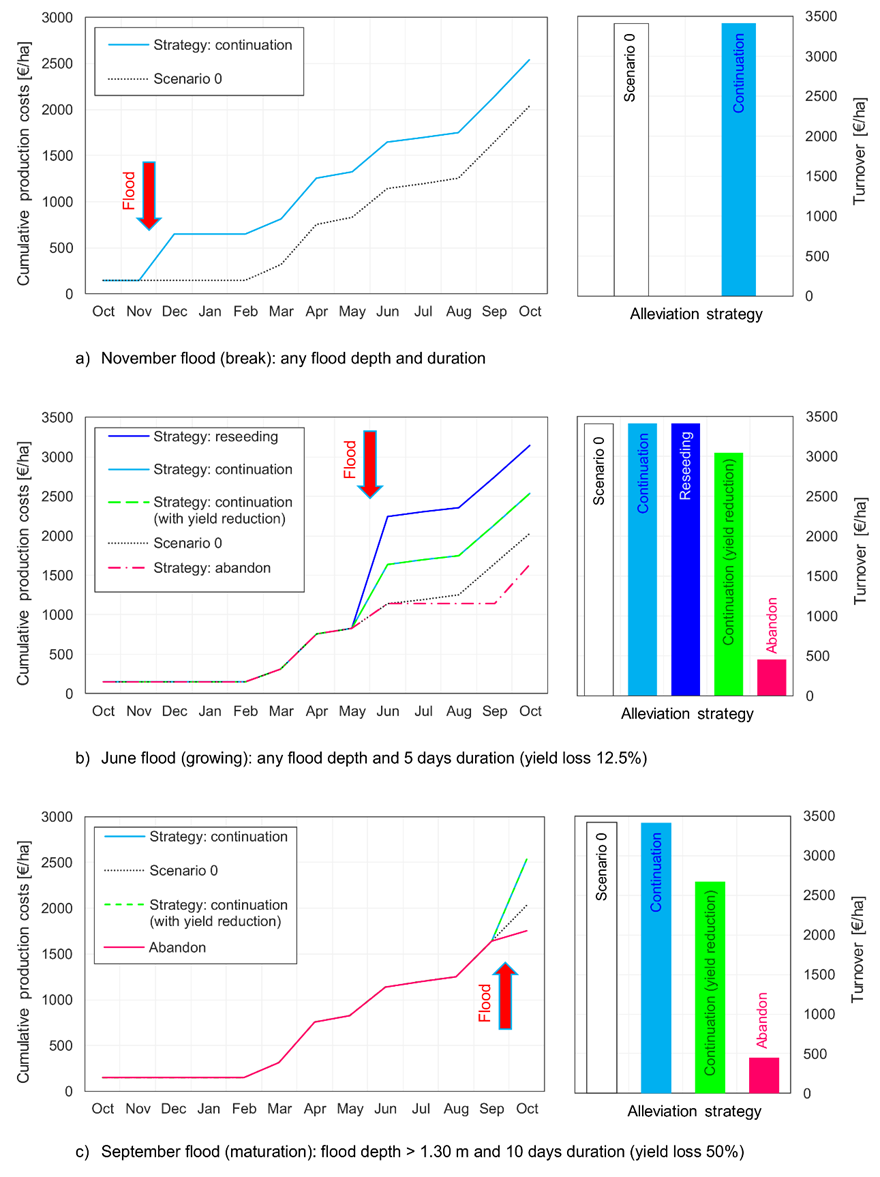 Cumulative production costs [€/ha]
3000
2500
2000
1500
1000
500
0
Strategy: continuation
Scenario 0
Flood
Oct Nov Dec Jan Feb Mar Apr May Jun Jul Aug Sep Oct
Scenario 0
Continuation
3500
3000
2500
2000
1500
1000
500
0
Turnover [€/ha]
Alleviation strategy
a) November flood (break): any flood depth and duration
Cumulative production costs [€/ha]
3500
3000
2500
2000
1500
1000
500
0
Strategy: reseeding
Strategy: continuation
Strategy: continuation
(with yield reduction)
Scenario 0
Strategy: abandon
Flood
Oct Nov Dec Jan Feb Mar Apr May Jun Jul Aug Sep Oct
Scenario 0
Continuation
Reseeding
Continuation (yield reduction)
Abandon
3500
3000
2500
2000
1500
1000
500
0
Turnover [€/ha]
Alleviation strategy
b) June flood (growing): any flood depth and 5 days duration (yield loss 12.5%)
Cumulative production costs [€/ha]
3000
2500
2000
1500
1000
500
0
Strategy: continuation
Scenario 0
Strategy: continuation
(with yield reduction)
Abandon
Flood
Oct Nov Dec Jan Feb Mar Apr May Jun Jul Aug Sep Oct
Scenario 0
Continuation
Continuation (yield reduction)
Abandon
3500
3000
2500
2000
1500
1000
500
0
Turnover [€/ha]
Alleviation strategy
c) September flood (maturation): flood depth > 1.30 m and 10 days duration (yield loss 50%)